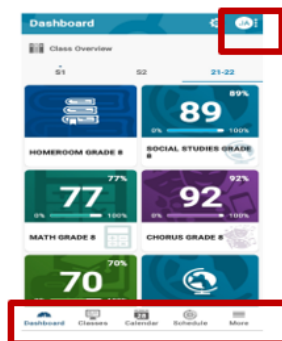 Dashboard
JA
Class Overview
S1 S2 21-22
89%
89
0% 100%
HOMEROOM GRADE 8
SOCIAL STUDIES GRADE 8
77%
77
0% 100%
MATH GRADE 8
92%
92
0% 100%
CHORUS GRADE 8
70%
70
Dashboard Classes Calendar Schedule More